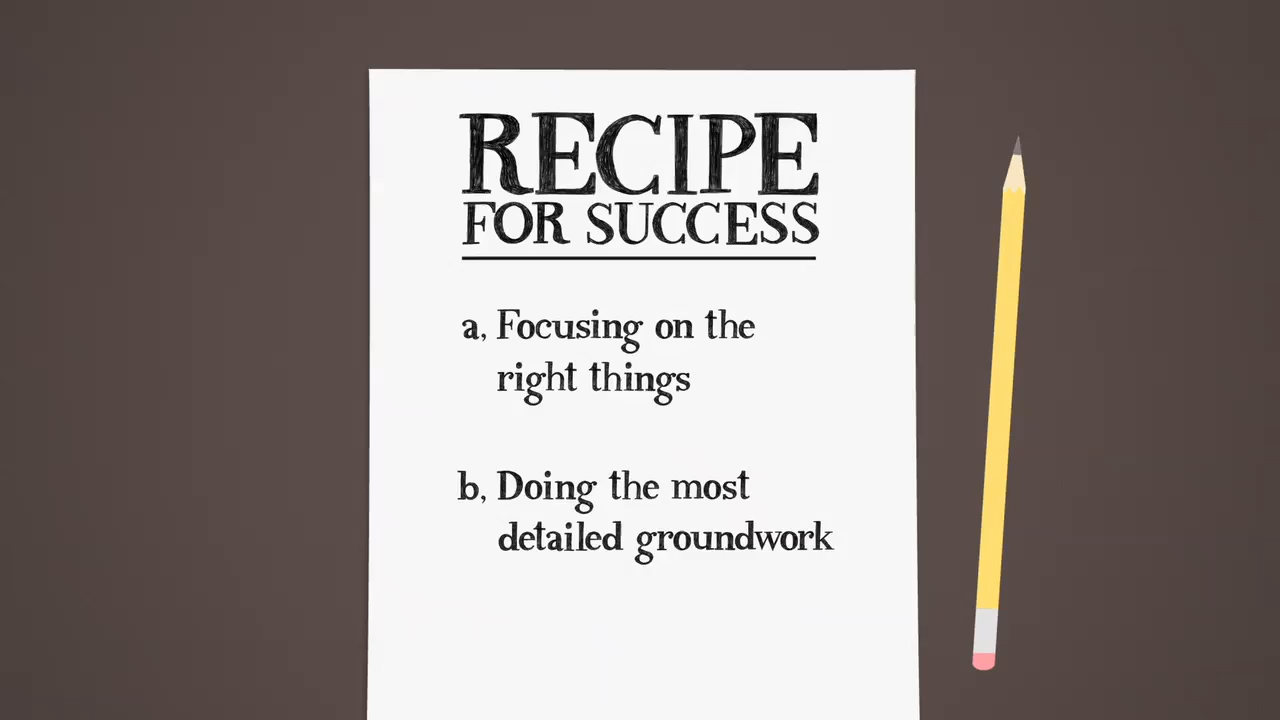 RECIPE
FOR SUCCESS
a, Focusing on the
right things
b, Doing the most
detailed groundwork